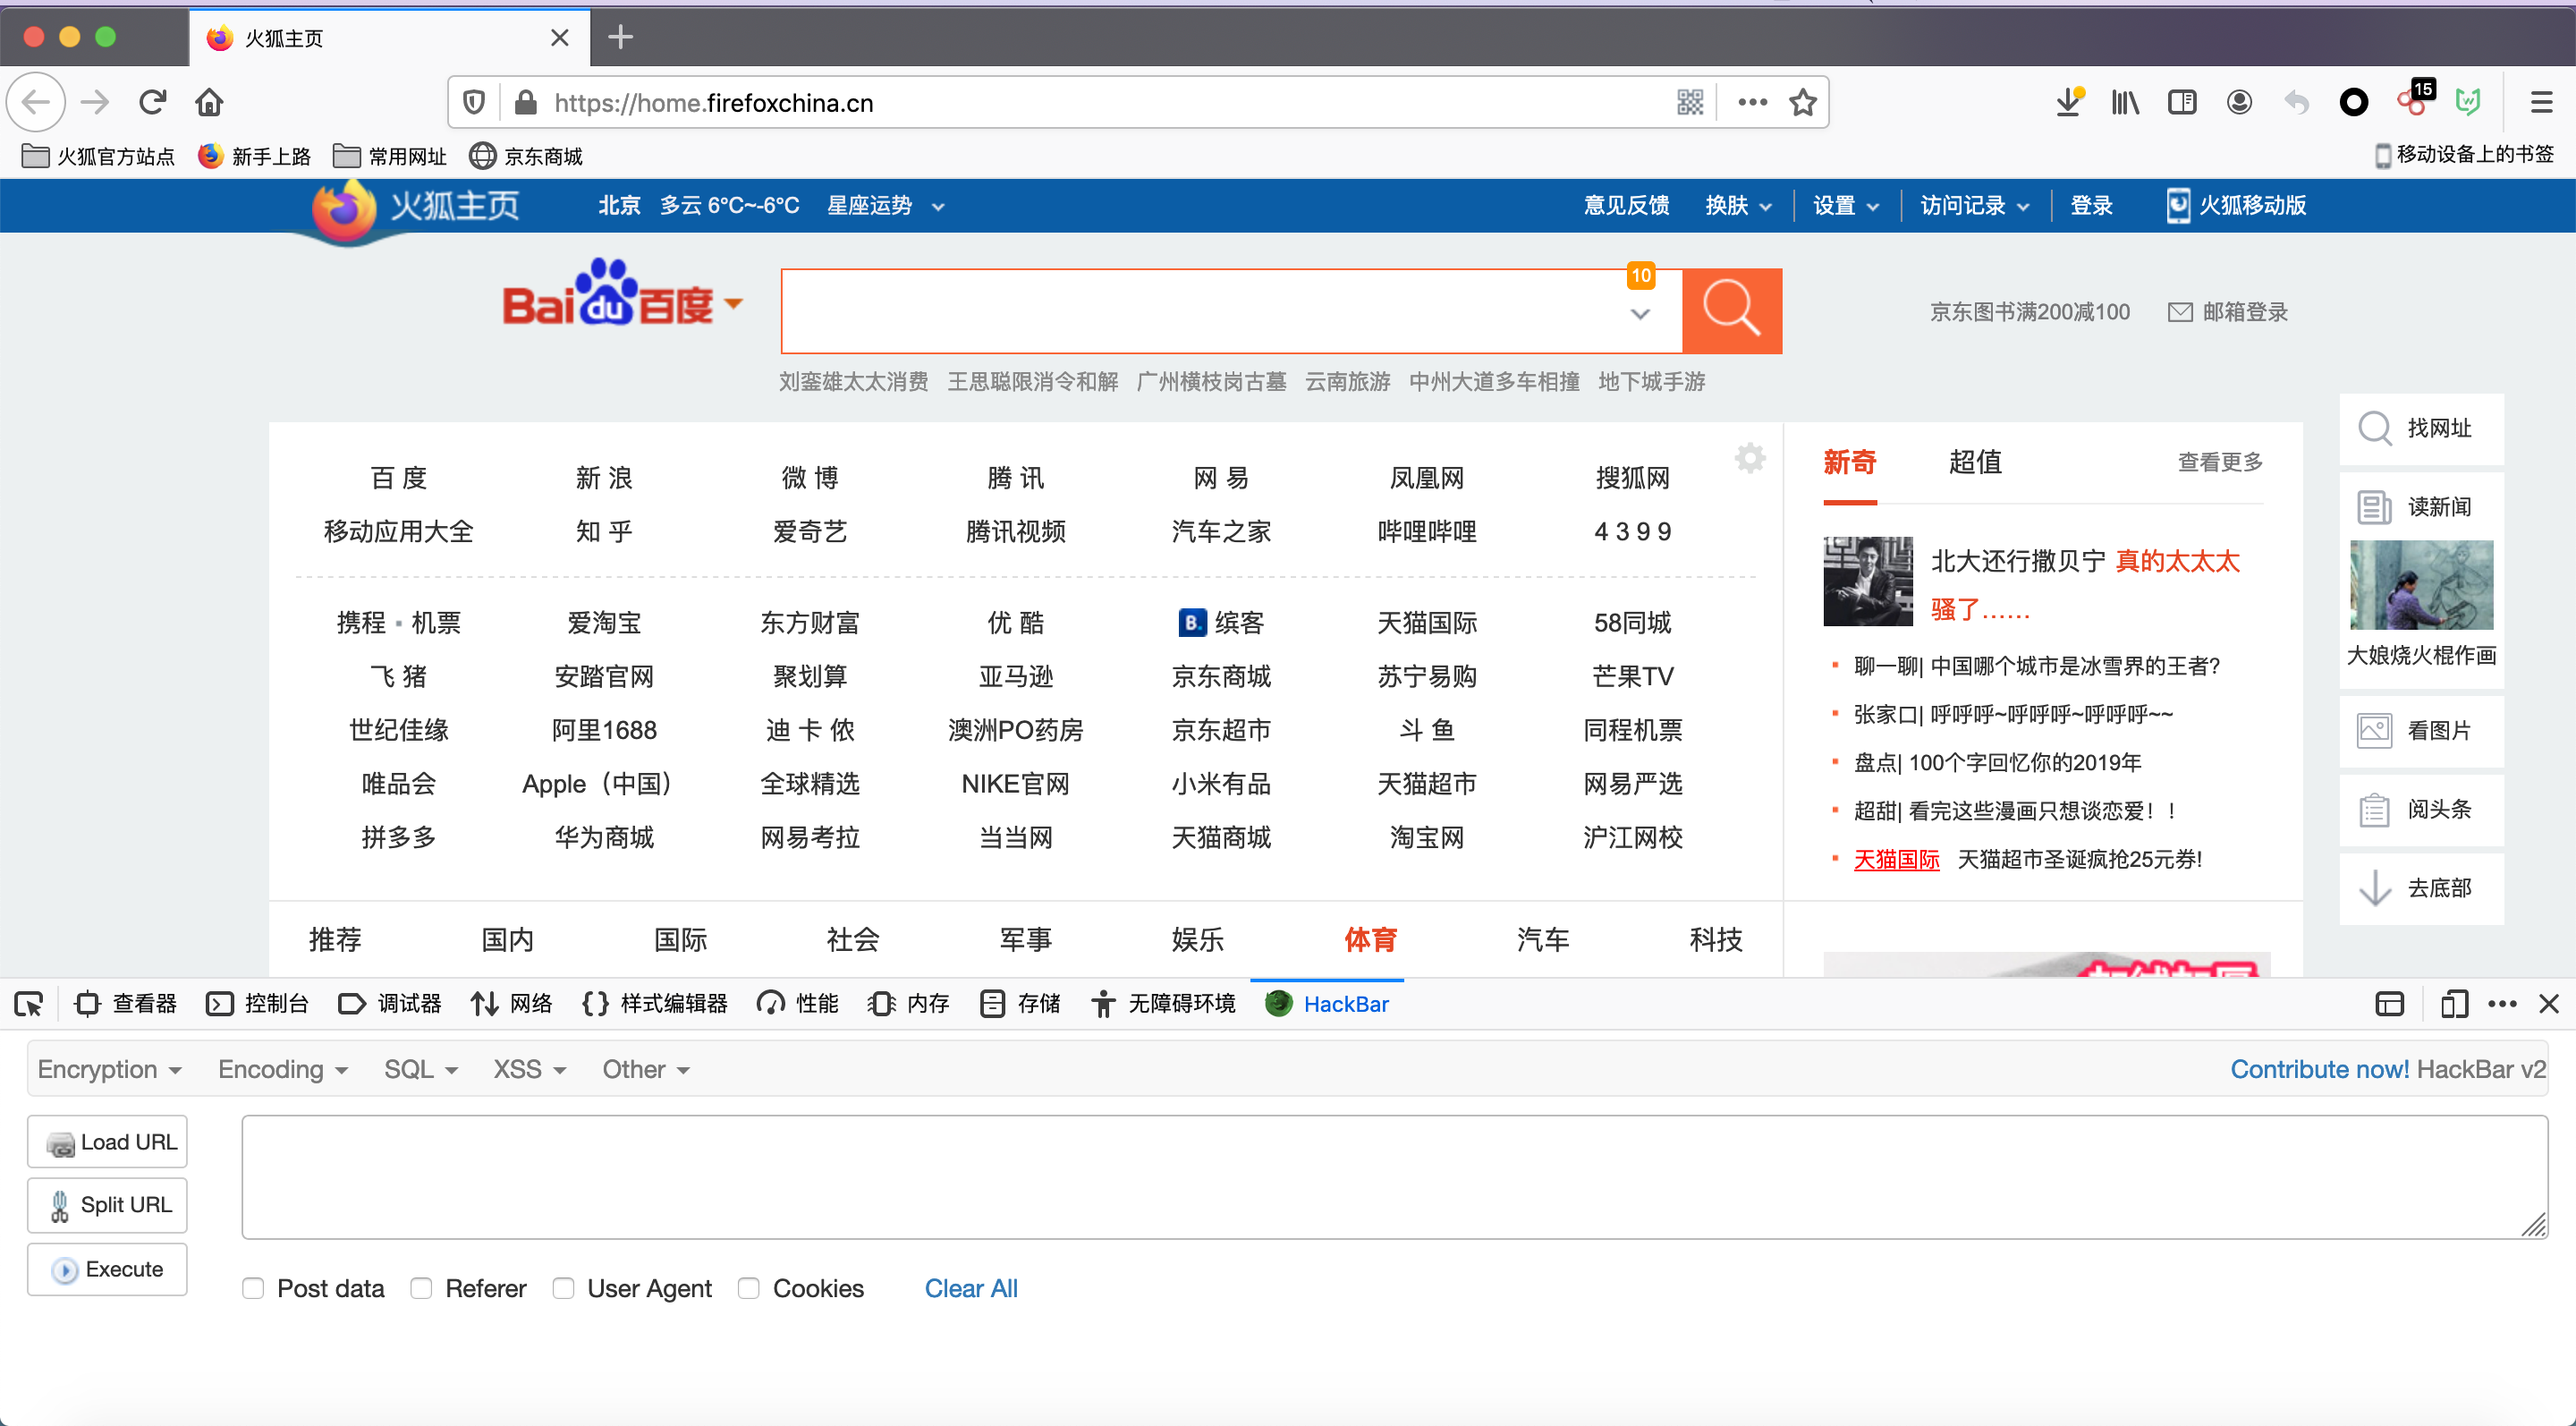 火狐主页
https://home.firefoxchina.cn
15
火狐官方站点 新手上路 常用网址 京东商城 移动设备上的书签
火狐主页 北京 多云 6°C~-6°C 星座运势 意见反馈 换肤 设置 访问记录 登录 火狐移动版
Baidu百度 10 京东图书满200减100 邮箱登录
刘銮雄太太消费 王思聪限消令和解 广州横枝岗古墓 云南旅游 中州大道多车相撞 地下城手游
百 度 新 浪 微 博 腾 讯 网 易 凤凰网 搜狐网
移动应用大全 知 乎 爱奇艺 腾讯视频 汽车之家 哔哩哔哩 4 3 9 9
携程 · 机票 爱淘宝 东方财富 优 酷 B. 缤客 天猫国际 58同城
飞 猪 安踏官网 聚划算 亚马逊 京东商城 苏宁易购 芒果TV
世纪佳缘 阿里1688 迪 卡 侬 澳洲PO药房 京东超市 斗 鱼 同程机票
唯品会 Apple（中国） 全球精选 NIKE官网 小米有品 天猫超市 网易严选
拼多多 华为商城 网易考拉 当当网 天猫商城 淘宝网 沪江网校
新奇 超值 查看更多
北大还行撒贝宁 真的太太太
骚了……
聊一聊| 中国哪个城市是冰雪界的王者?
张家口| 呼呼呼~呼呼呼~呼呼呼~~
盘点| 100个字回忆你的2019年
超甜| 看完这些漫画只想谈恋爱！！
天猫国际 天猫超市圣诞疯抢25元券!
找网址
读新闻
大娘烧火棍作画
看图片
阅头条
去底部
推荐 国内 国际 社会 军事 娱乐 体育 汽车 科技
查看器 控制台 调试器 网络 样式编辑器 性能 内存 存储 无障碍环境 HackBar
Encryption Encoding SQL XSS Other Contribute now! HackBar v2
Load URL
Split URL
Execute
Post data Referer User Agent Cookies Clear All